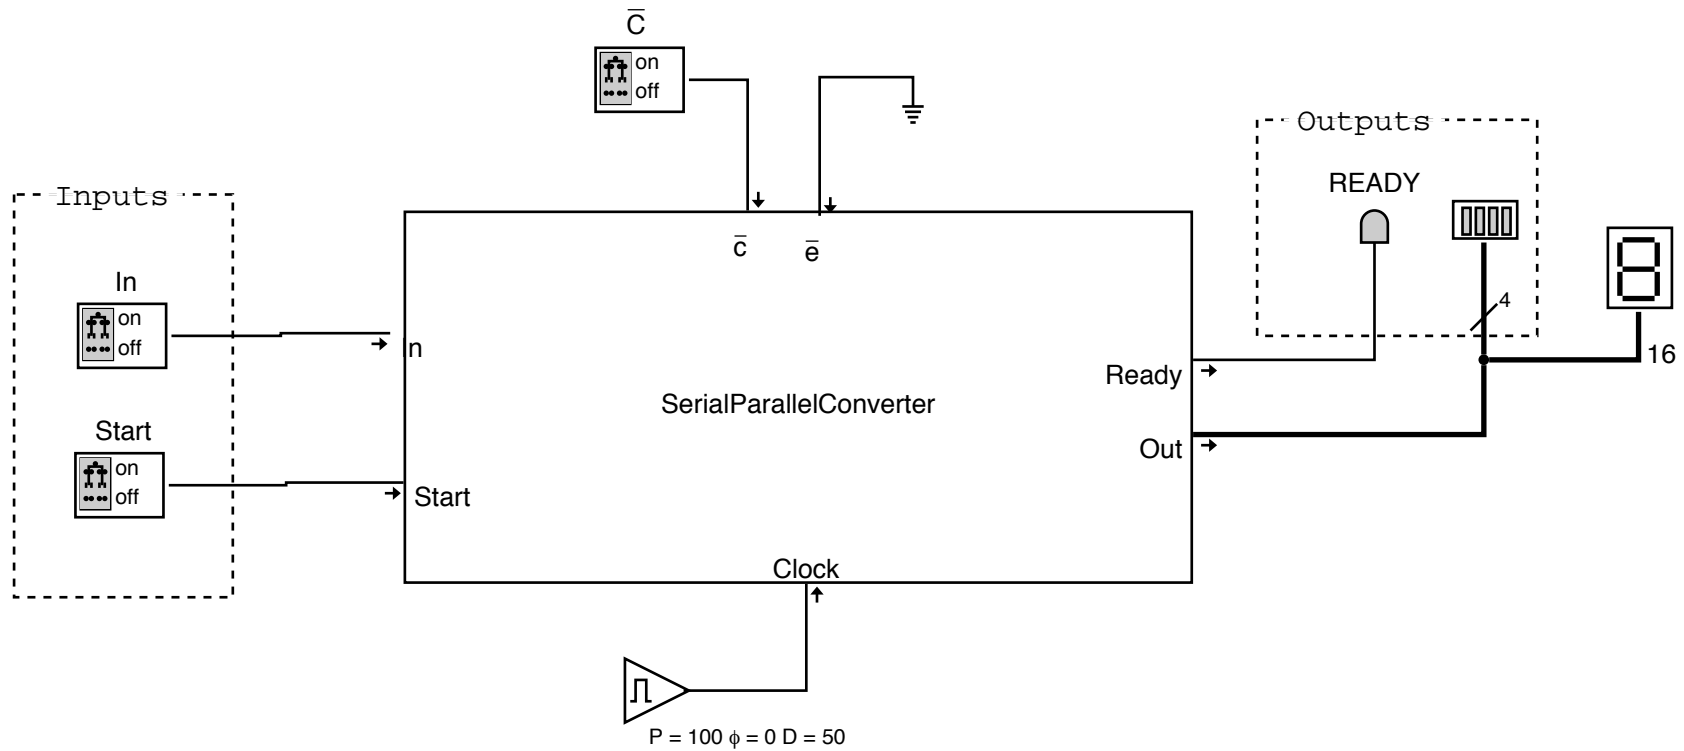 C̅
on
off
Outputs
READY
Inputs
c̅
e̅
In
on
off
4
In
16
Ready
SerialParallelConverter
Start
on
off
Out
Start
Clock
P = 100 ϕ = 0 D = 50